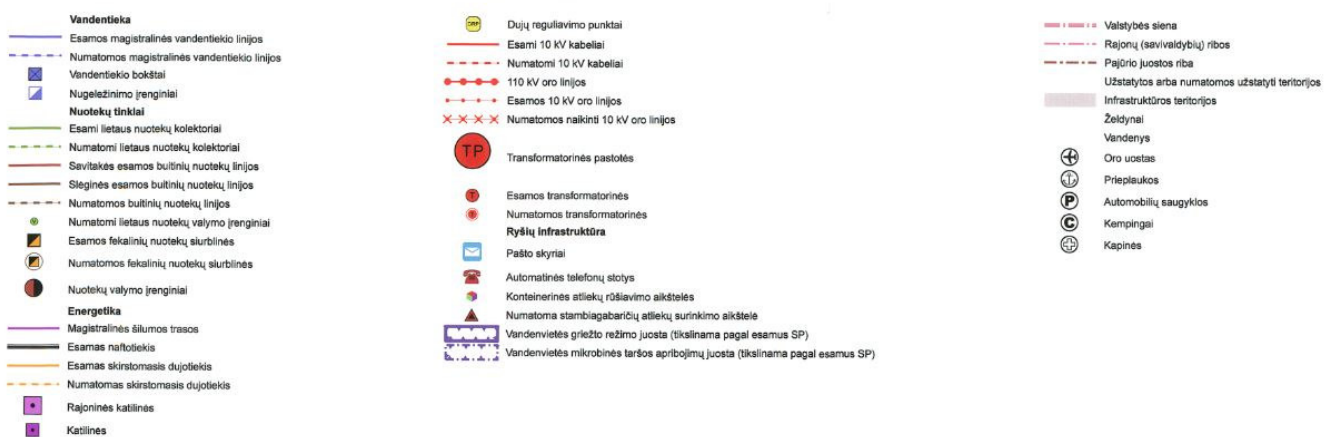 Vandentieka
Esamos magistralinės vandentiekio linijos
Numatomos magistralinės vandentiekio linijos
Vandentiekio bokštai
Nugeležinimo įrenginiai
Nuotekų tinklai
Esami lietaus nuotekų kolektoriai
Numatomi lietaus nuotekų kolektoriai
Savitakės esamos buitinių nuotekų linijos
Slėginės esamos buitinių nuotekų linijos
Numatomos buitinių nuotekų linijos
Numatomi lietaus nuotekų valymo įrenginiai
Esamos fekalinių nuotekų siurblinės
Numatomos fekalinių nuotekų siurblinės
Nuotekų valymo įrenginiai
Energetika
Magistralinės šilumos trasos
Esamas naftotiekis
Esamas skirstomasis dujotiekis
Numatomas skirstomasis dujotiekis
Rajoninės katilinės
Katilinės
DRP Dujų reguliavimo punktai
Esami 10 kV kabeliai
Numatomi 10 kV kabeliai
110 kV oro linijos
Esamos 10 kV oro linijos
Numatomos naikinti 10 kV oro linijos
TP Transformatorinės pastotės
T Esamos transformatorinės
Numatomos transformatorinės
Ryšių infrastruktūra
Pašto skyriai
Automatinės telefonų stotys
Konteinerinės atliekų rūšiavimo aikštelės
Numatoma stambiagabaričių atliekų surinkimo aikštelė
Vandenvietės griežto režimo juosta (tikslinama pagal esamus SP)
Vandenvietės mikrobinės taršos apribojimų juosta (tikslinama pagal esamus SP)
Valstybės siena
Rajonų (savivaldybių) ribos
Pajūrio juostos riba
Užstatytos arba numatomos užstatyti teritorijos
Infrastruktūros teritorijos
Želdynai
Vandenys
Oro uostas
Prieplaukos
P Automobilių saugyklos
C Kempingai
Kapinės